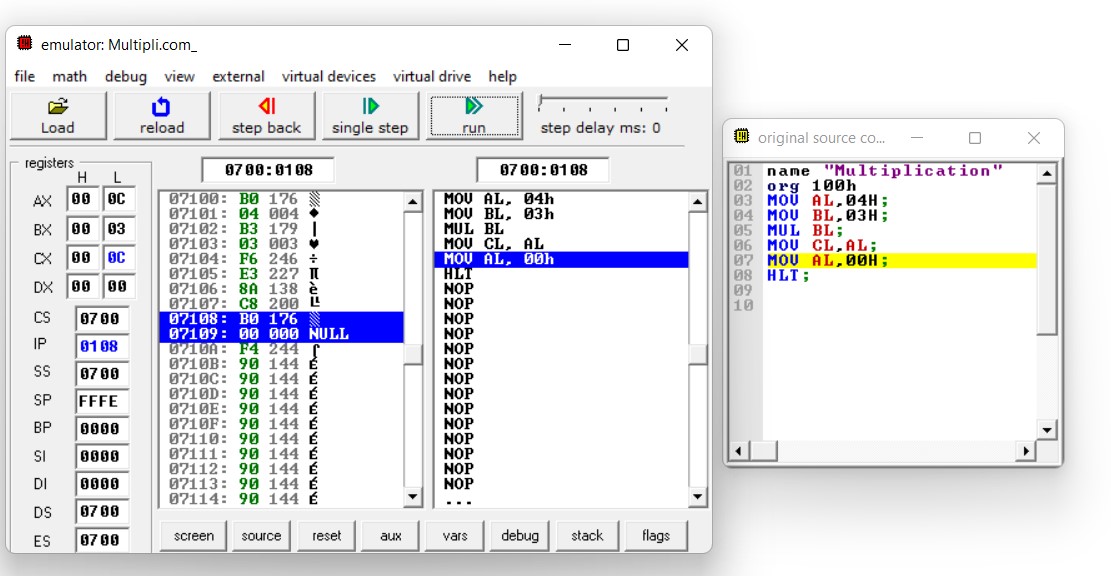 emulator: Multipli.com_
file math debug view external virtual devices virtual drive help
Load reload step back single step run step delay ms: 0
registers
H L
AX 00 0C
BX 00 03
CX 00 0C
DX 00 00
CS 0700
IP 0108
SS 0700
SP FFFE
BP 0000
SI 0000
DI 0000
DS 0700
ES 0700
0700:0108
07100: B0 176 ▒
07101: 04 004 ♦
07102: B3 179 │
07103: 03 003 ♥
07104: F6 246 ÷
07105: E3 227 π
07106: 8A 138 è
07107: C8 200 ╚
07108: B0 176 ▒
07109: 00 000 NULL
0710A: F4 244 ⌠
0710B: 90 144 É
0710C: 90 144 É
0710D: 90 144 É
0710E: 90 144 É
0710F: 90 144 É
07110: 90 144 É
07111: 90 144 É
07112: 90 144 É
07113: 90 144 É
07114: 90 144 É
0700:0108
MOV AL, 04h
MOV BL, 03h
MUL BL
MOV CL, AL
MOV AL, 00h
HLT
NOP
NOP
NOP
NOP
NOP
NOP
NOP
NOP
NOP
NOP
NOP
NOP
NOP
NOP
...
screen source reset aux vars debug stack flags
original source co...
01 name "Multiplication"
02 org 100h
03 MOV AL,04H;
04 MOV BL,03H;
05 MUL BL;
06 MOV CL,AL;
07 MOV AL,00H;
08 HLT;
09
10